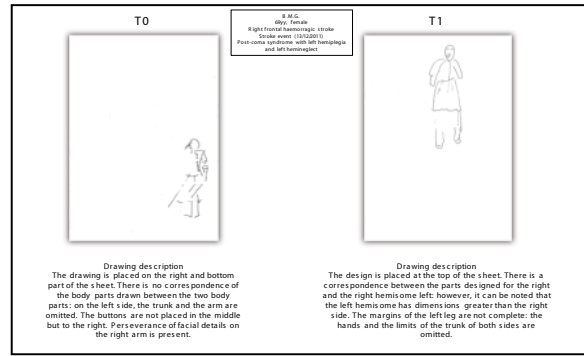 T0
B.M.G.
69yy, female
Right frontal haemorragic stroke
Stroke event (13/12/2011)
Post-coma syndrome with left hemiplegia
and left hemineglect
T1
Drawing description
The drawing is placed on the right and bottom
part of the sheet. There is no correspondence of
the body parts drawn between the two body
parts: on the left side, the trunk and the arm are
omitted. The buttons are not placed in the middle
but to the right. Perseverance of facial details on
the right arm is present.
Drawing description
The design is placed at the top of the sheet. There is a
correspondence between the parts designed for the right
and the right hemisome left: however, it can be noted that
the left hemisome has dimensions greater than the right
side. The margins of the left leg are not complete: the
hands and the limits of the trunk of both sides are
omitted.